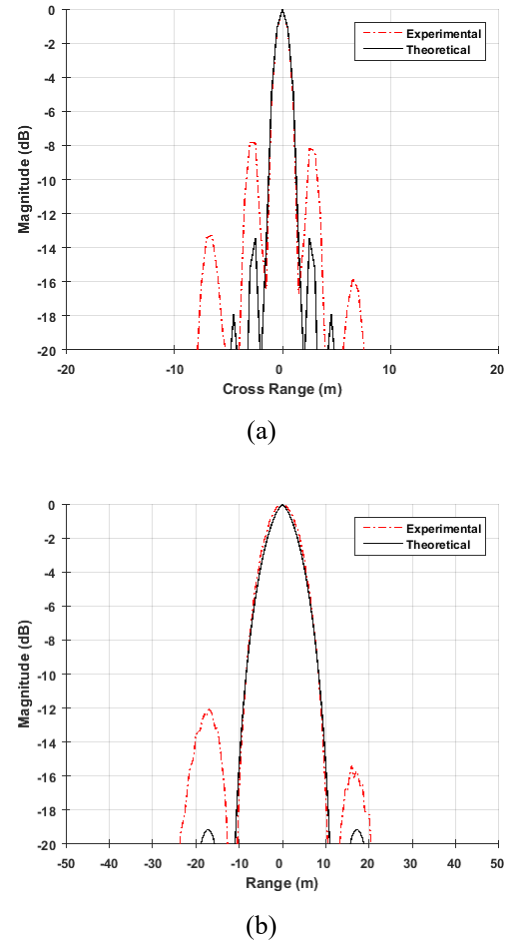 0
-2
-4
-6
-8
-10
-12
-14
-16
-18
-20
Magnitude (dB)
Experimental
Theoretical
-20 -10 0 10 20
Cross Range (m)
(a)
0
-2
-4
-6
-8
-10
-12
-14
-16
-18
-20
Magnitude (dB)
Experimental
Theoretical
-50 -40 -30 -20 -10 0 10 20 30 40 50
Range (m)
(b)